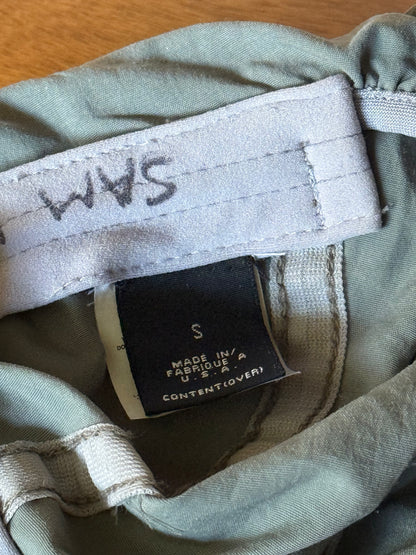 SAM
S
MADE IN/
FABRIQUE A
U.S.A.
CONTENT (OVER)